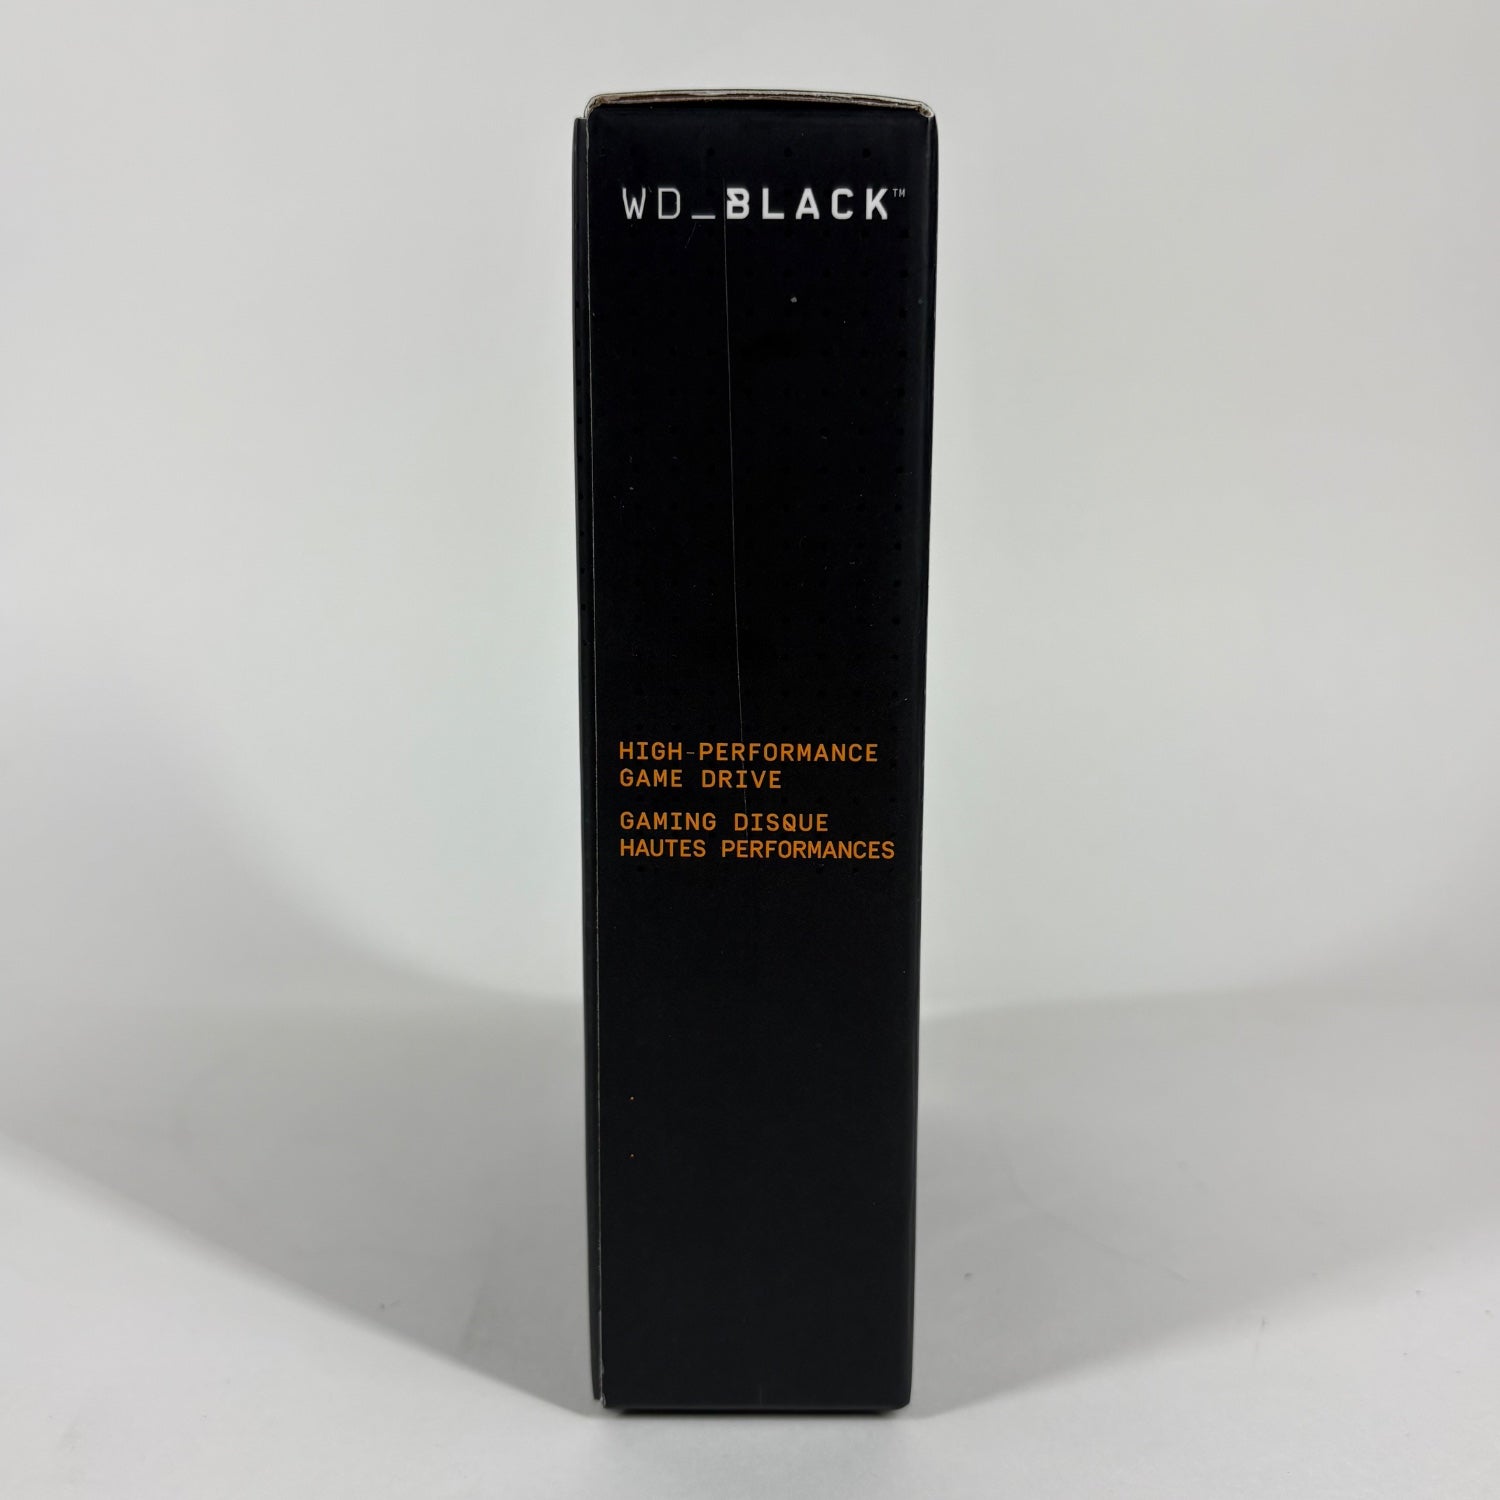 WD_BLACK™
HIGH-PERFORMANCE
GAME DRIVE
GAMING DISQUE
HAUTES PERFORMANCES